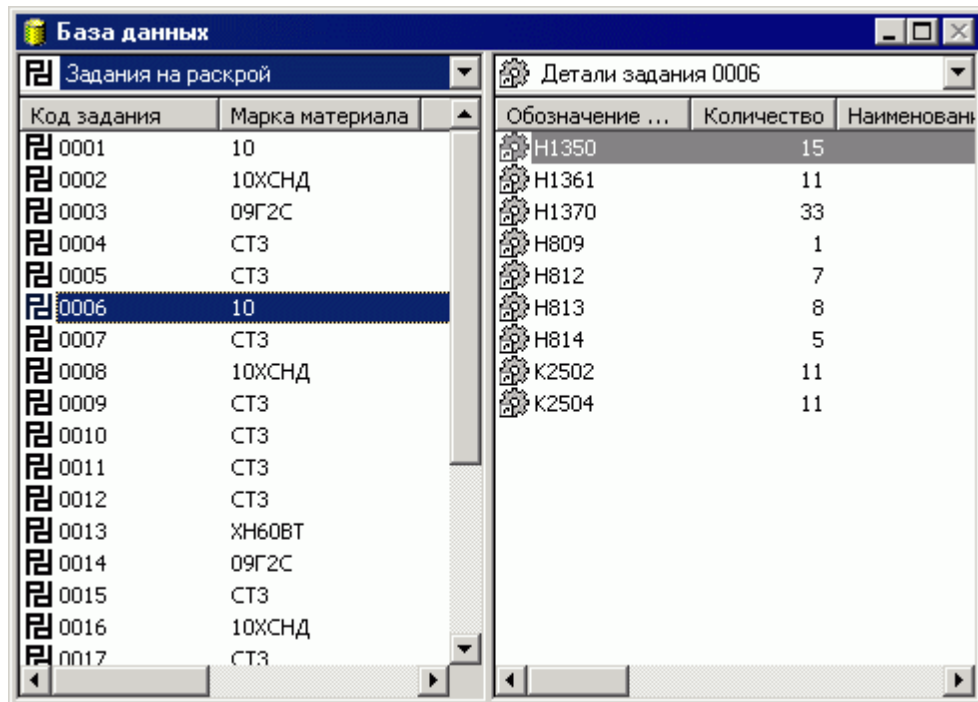 База данных
Задания на раскрой
Код задания Марка материала
0001 10
0002 10ХСНД
0003 09Г2С
0004 СТ3
0005 СТ3
0006 10
0007 СТ3
0008 10ХСНД
0009 СТ3
0010 СТ3
0011 СТ3
0012 СТ3
0013 ХН60ВТ
0014 09Г2С
0015 СТ3
0016 10ХСНД
0017 СТ3
Детали задания 0006
Обозначение ... Количество Наименовани
Н1350 15
Н1361 11
Н1370 33
Н809 1
Н812 7
Н813 8
Н814 5
К2502 11
К2504 11